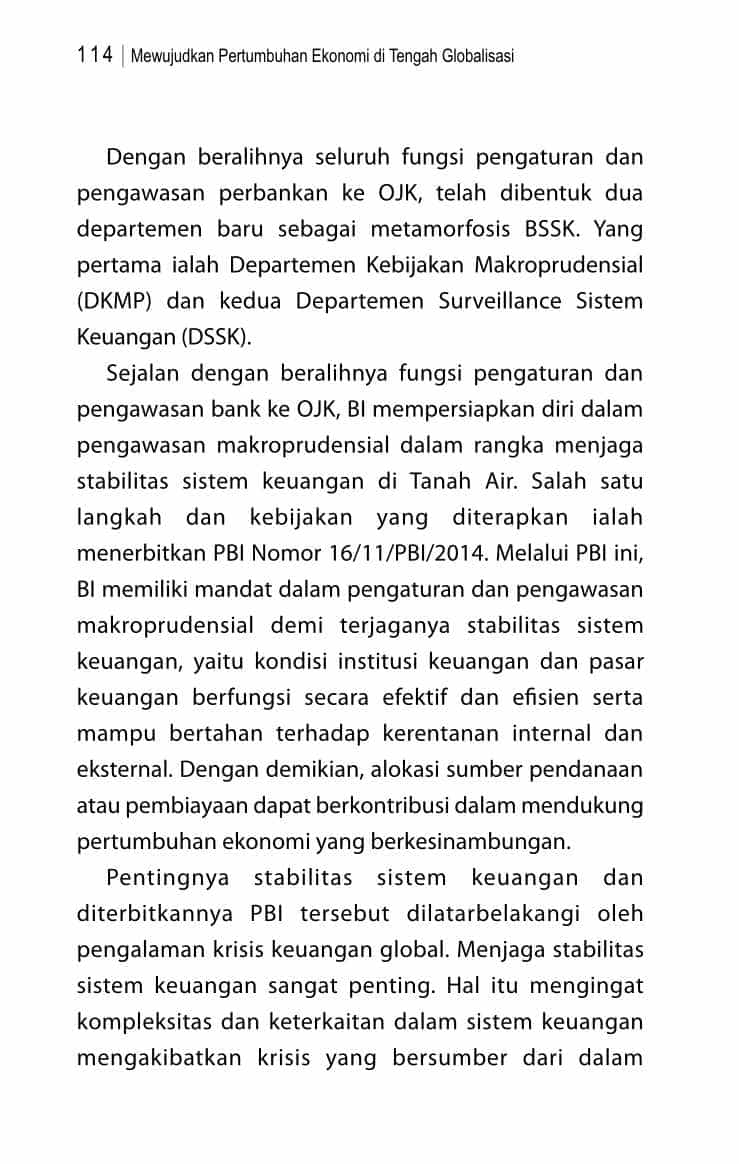 114 | Mewujudkan Pertumbuhan Ekonomi di Tengah Globalisasi
Dengan beralihnya seluruh fungsi pengaturan dan
pengawasan perbankan ke OJK, telah dibentuk dua
departemen baru sebagai metamorfosis BSSK. Yang
pertama ialah Departemen Kebijakan Makroprudensial
(DKMP) dan kedua Departemen Surveillance Sistem
Keuangan (DSSK).
Sejalan dengan beralihnya fungsi pengaturan dan
pengawasan bank ke OJK, BI mempersiapkan diri dalam
pengawasan makroprudensial dalam rangka menjaga
stabilitas sistem keuangan di Tanah Air. Salah satu
langkah dan kebijakan yang diterapkan ialah
menerbitkan PBI Nomor 16/11/PBI/2014. Melalui PBI ini,
BI memiliki mandat dalam pengaturan dan pengawasan
makroprudensial demi terjaganya stabilitas sistem
keuangan, yaitu kondisi institusi keuangan dan pasar
keuangan berfungsi secara efektif dan efisien serta
mampu bertahan terhadap kerentanan internal dan
eksternal. Dengan demikian, alokasi sumber pendanaan
atau pembiayaan dapat berkontribusi dalam mendukung
pertumbuhan ekonomi yang berkesinambungan.
Pentingnya stabilitas sistem keuangan dan
diterbitkannya PBI tersebut dilatarbelakangi oleh
pengalaman krisis keuangan global. Menjaga stabilitas
sistem keuangan sangat penting. Hal itu mengingat
kompleksitas dan keterkaitan dalam sistem keuangan
mengakibatkan krisis yang bersumber dari dalam